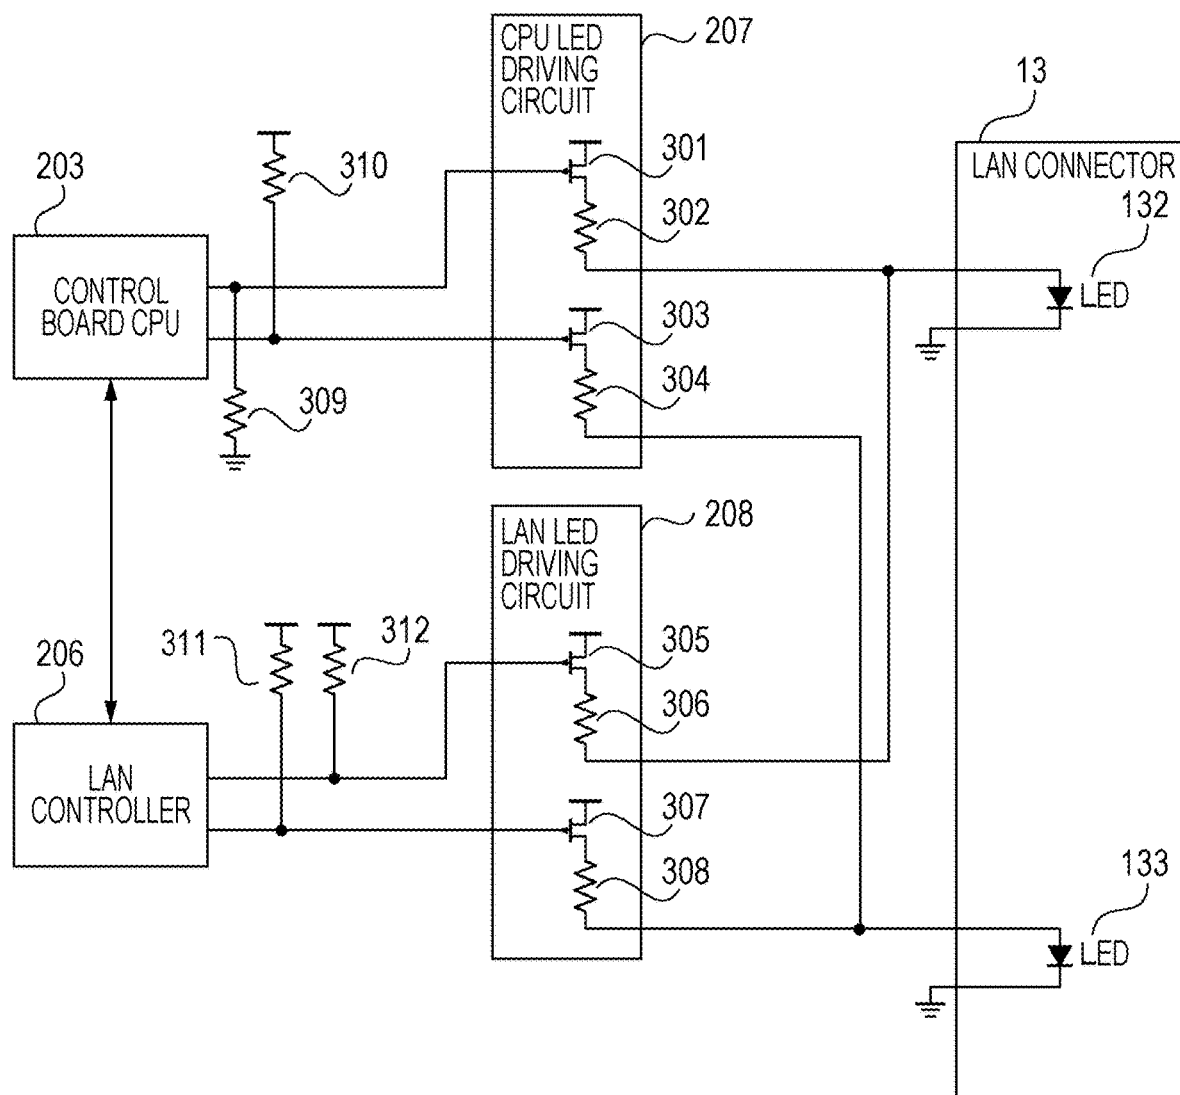 CPU LED
DRIVING
CIRCUIT
207
13
LAN CONNECTOR
203
310
301
302
132
LED
CONTROL
BOARD CPU
303
304
309
208
LAN LED
DRIVING
CIRCUIT
206
311
312
305
306
LAN
CONTROLLER
307
308
133
LED